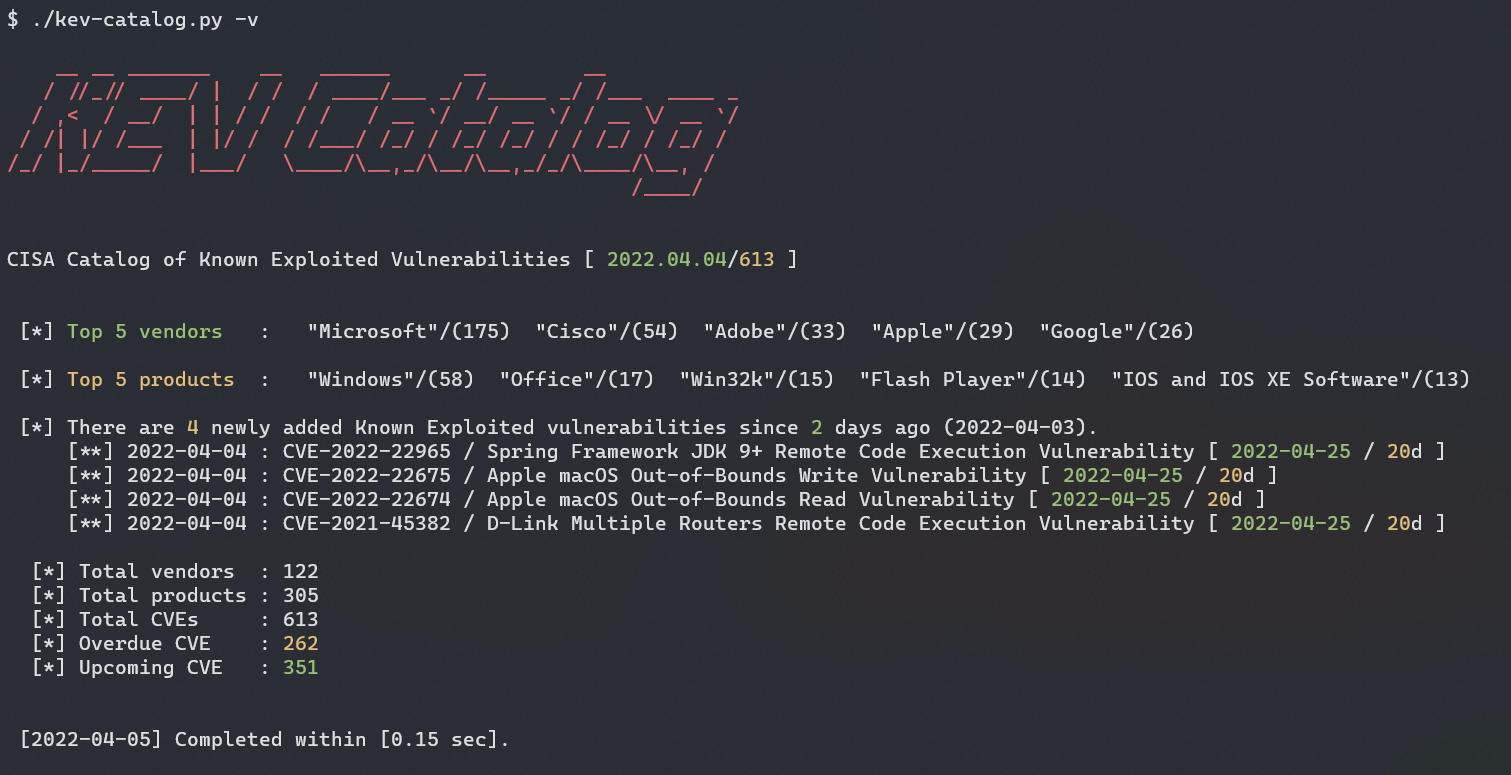 $ ./kev-catalog.py -v
KEV Catalog
CISA Catalog of Known Exploited Vulnerabilities [ 2022.04.04/613 ]
[*] Top 5 vendors   :   "Microsoft"/(175)  "Cisco"/(54)  "Adobe"/(33)  "Apple"/(29)  "Google"/(26)
[*] Top 5 products  :   "Windows"/(58)  "Office"/(17)  "Win32k"/(15)  "Flash Player"/(14)  "IOS and IOS XE Software"/(13)
[*] There are 4 newly added Known Exploited vulnerabilities since 2 days ago (2022-04-03).
[**] 2022-04-04 : CVE-2022-22965 / Spring Framework JDK 9+ Remote Code Execution Vulnerability [ 2022-04-25 / 20d ]
[**] 2022-04-04 : CVE-2022-22675 / Apple macOS Out-of-Bounds Write Vulnerability [ 2022-04-25 / 20d ]
[**] 2022-04-04 : CVE-2022-22674 / Apple macOS Out-of-Bounds Read Vulnerability [ 2022-04-25 / 20d ]
[**] 2022-04-04 : CVE-2021-45382 / D-Link Multiple Routers Remote Code Execution Vulnerability [ 2022-04-25 / 20d ]
[*] Total vendors  : 122
[*] Total products : 305
[*] Total CVEs     : 613
[*] Overdue CVE    : 262
[*] Upcoming CVE   : 351
[2022-04-05] Completed within [0.15 sec].